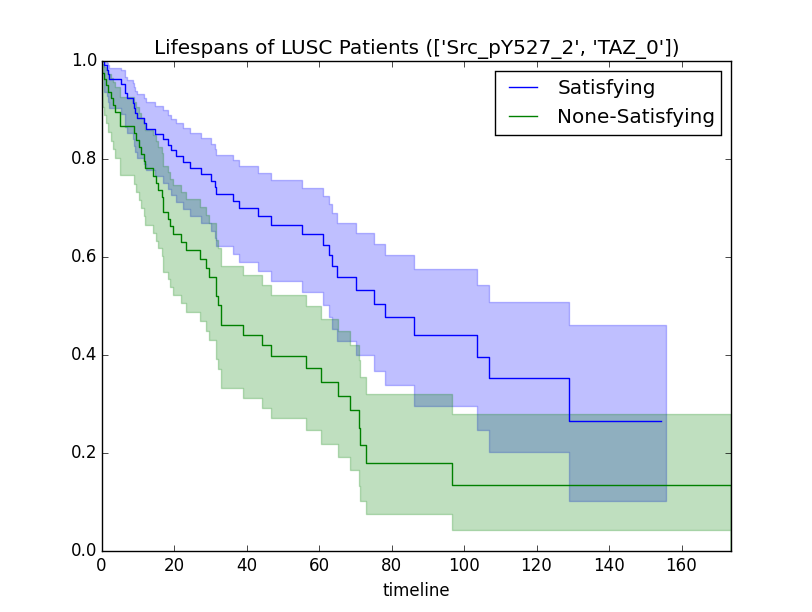 Lifespans of LUSC Patients (['Src_pY527_2', 'TAZ_0'])
Satisfying
None-Satisfying
1.0
0.8
0.6
0.4
0.2
0.0
0 20 40 60 80 100 120 140 160
timeline